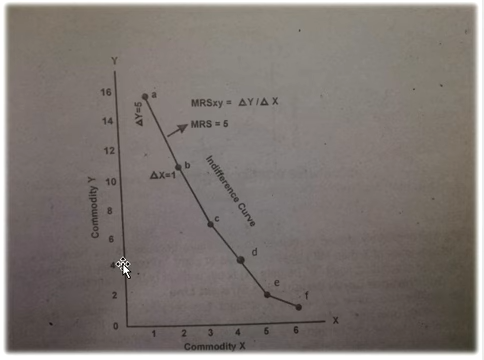 Y
16
a
MRSxy = ΔY/Δ X
ΔY=5
14
MRS = 5
12
b
10
ΔX=1
Indifference Curve
Commodity Y
8
c
6
d
4
e
2
f
0
1 2 3 4 5 6
X
Commodity X